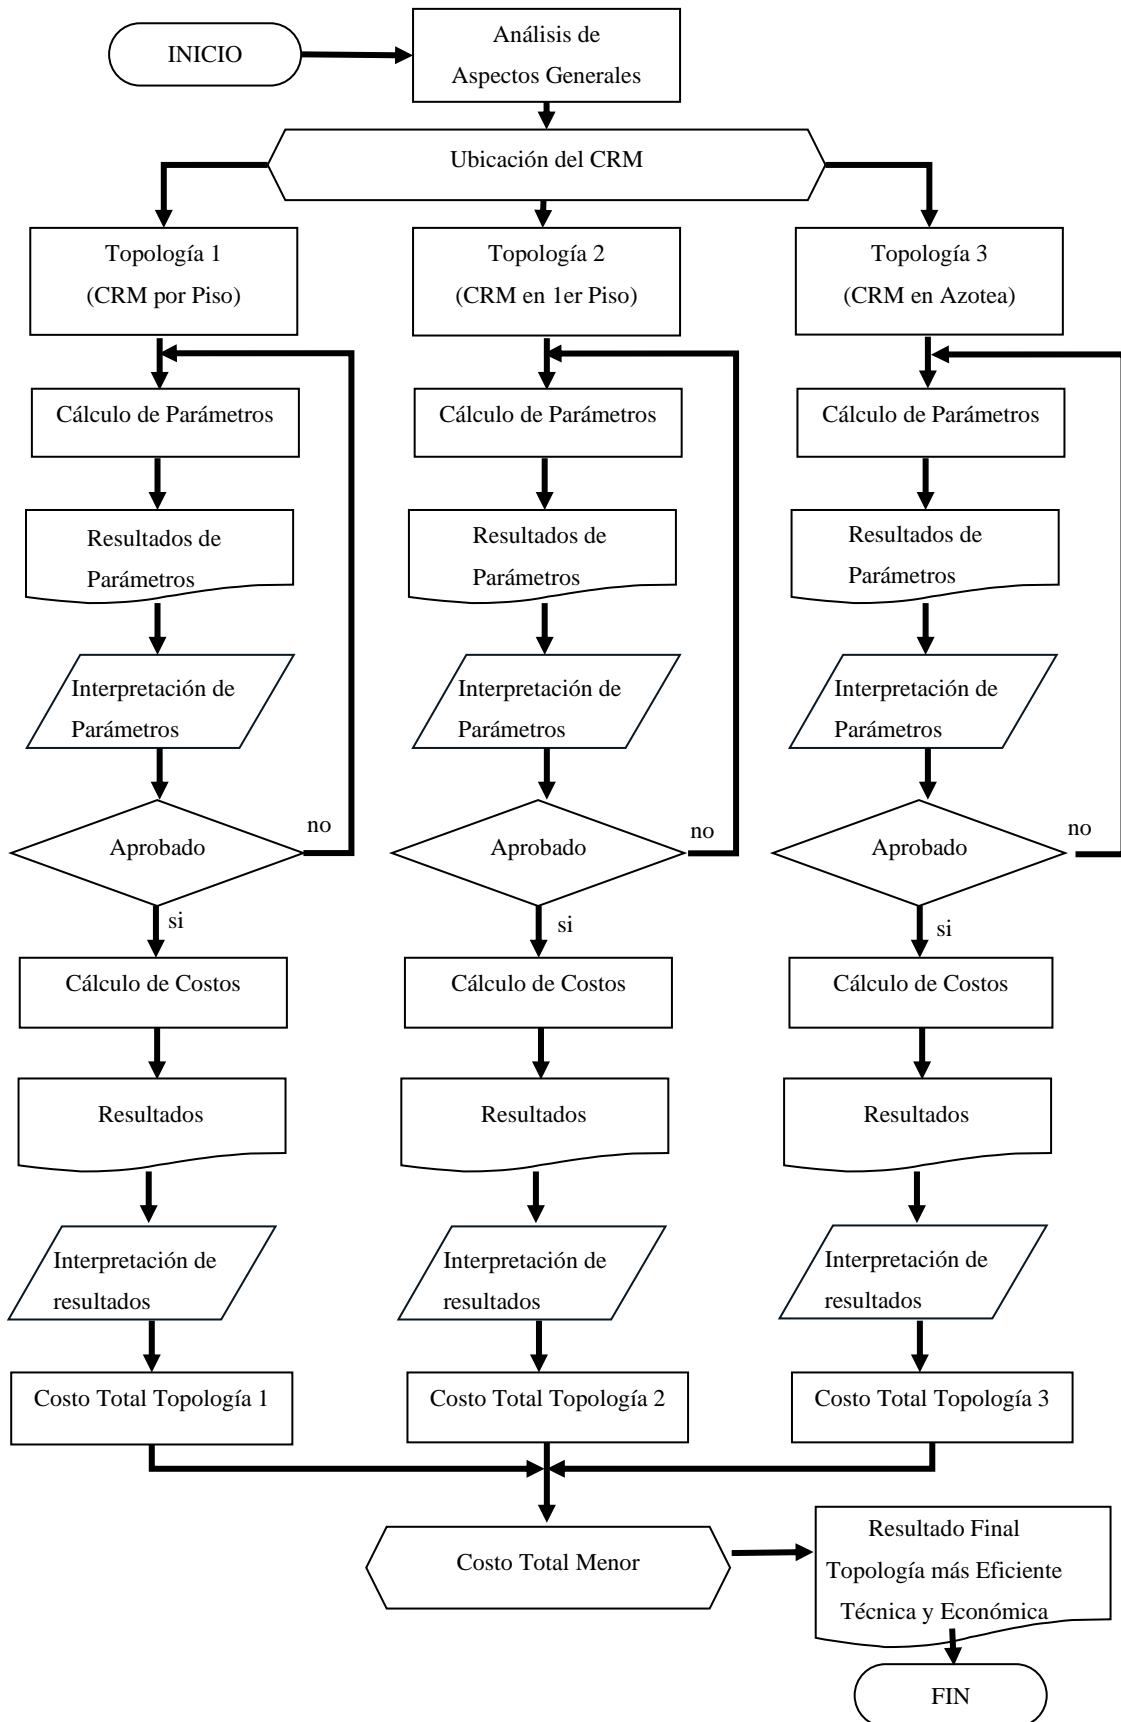 INICIO
Análisis de
Aspectos Generales
Ubicación del CRM
Topología 1
(CRM por Piso)
Topología 2
(CRM en 1er Piso)
Topología 3
(CRM en Azotea)
Cálculo de Parámetros
Cálculo de Parámetros
Cálculo de Parámetros
Resultados de
Parámetros
Resultados de
Parámetros
Resultados de
Parámetros
Interpretación de
Parámetros
Interpretación de
Parámetros
Interpretación de
Parámetros
Aprobado
no
Aprobado
no
Aprobado
no
si
si
si
Cálculo de Costos
Cálculo de Costos
Cálculo de Costos
Resultados
Resultados
Resultados
Interpretación de
resultados
Interpretación de
resultados
Interpretación de
resultados
Costo Total Topología 1
Costo Total Topología 2
Costo Total Topología 3
Costo Total Menor
Resultado Final
Topología más Eficiente
Técnica y Económica
FIN